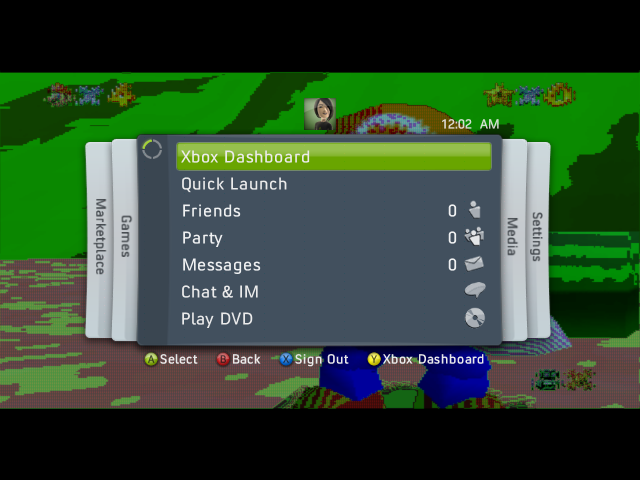 12:02 AM
Marketplace
Games
Xbox Dashboard
Quick Launch
Friends 0
Party 0
Messages 0
Chat & IM
Play DVD
Media
Settings
A Select B Back X Sign Out Y Xbox Dashboard